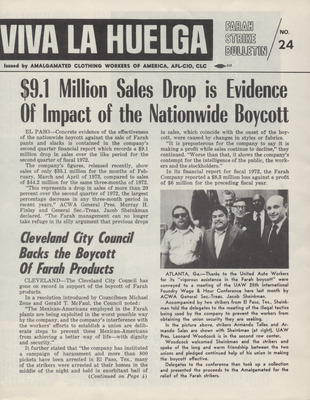 VIVA LA HUELGA
FARAH
STRIKE
BULLETIN
NO.
24
Issued by AMALGAMATED CLOTHING WORKERS OF AMERICA, AFL-CIO, CLC
$9.1 Million Sales Drop is Evidence
Of Impact of the Nationwide Boycott
EL PASO—Concrete evidence of the effectiveness
of the nationwide boycott against the sale of Farah
pants and slacks is contained in the company's
second quarter financial report which records a $9.1
million drop in sales over the like period for the
second quarter of fiscal 1972.
The company's figures, released recently, show
sales of only $35.1 million for the months of Feb-
ruary, March and April of 1973, compared to sales
of $44.2 million for the same three-months of 1972.
"This represents a drop in sales of more than 20
percent over the second quarter of 1972, the largest
percentage decrease in any three-month period in
recent years," ACWA General Pres. Murray H.
Finley and General Sec.-Treas. Jacob Sheinkman
declared. "The Farah management can no longer
take refuge in its silly argument that previous drops
in sales, which coincide with the onset of the boy-
cott, were caused by changes in styles or fabrics.
"It is preposterous for the company to say it is
making a profit while sales continue to decline," they
continued. "Worse than that, it shows the company's
contempt for the intelligence of the public, the work-
ers and the stockholders."
In its financial report for fiscal 1972, the Farah
Company reported a $8.3 million loss against a profit
of $6 million for the preceding fiscal year.
Cleveland City Council
Backs the Boycott
Of Farah Products
CLEVELAND—The Cleveland City Council has
gone on record in support of the boycott of Farah
products.
In a resolution introduced by Councilmen Michael
Zone and Gerald T. McFaul, the Council noted:
"The Mexican-Americans employed in the Farah
plants are being exploited in the worst possible way
by the company, and the company's interference with
the workers' efforts to establish a union are delib-
erate steps to prevent these Mexican-Americans
from achieving a better way of life—with dignity
and security."
It further stated that "the company has instituted
a campaign of harassment and more than 800
pickets have been arrested in El Paso, Tex., many
of the strikers were arrested at their homes in the
middle of the night and held in exorbitant bail of
(Continued on Page 4)
ATLANTA, Ga.—Thanks to the United Auto Workers
for its "vigorous assistance in the Farah boycott" were
conveyed to a meeting of the UAW 25th International
Foundry Wage & Hour Conference here last month by
ACWA General Sec.-Treas. Jacob Sheinkman.
Accompanied by two strikers from El Paso, Tex., Shein-
man told the delegates to the meeting of the illegal tactics
being used by the company to prevent the workers from
obtaining the union security they are seeking.
In the picture above, strikers Armando Telles and Ar-
mando Salas are shown with Sheinkman (at right). UAW
Pres. Leonard Woodcock is in the second row center.
Woodcock welcomed Sheinkman and the strikers and
spoke of the long and warm friendship between the two
unions and pledged continued help of his union in making
the boycott effective.
Delegates to the conference then took up a collection
and presented the proceeds to the Amalgamated for the
relief of the Farah strikers.